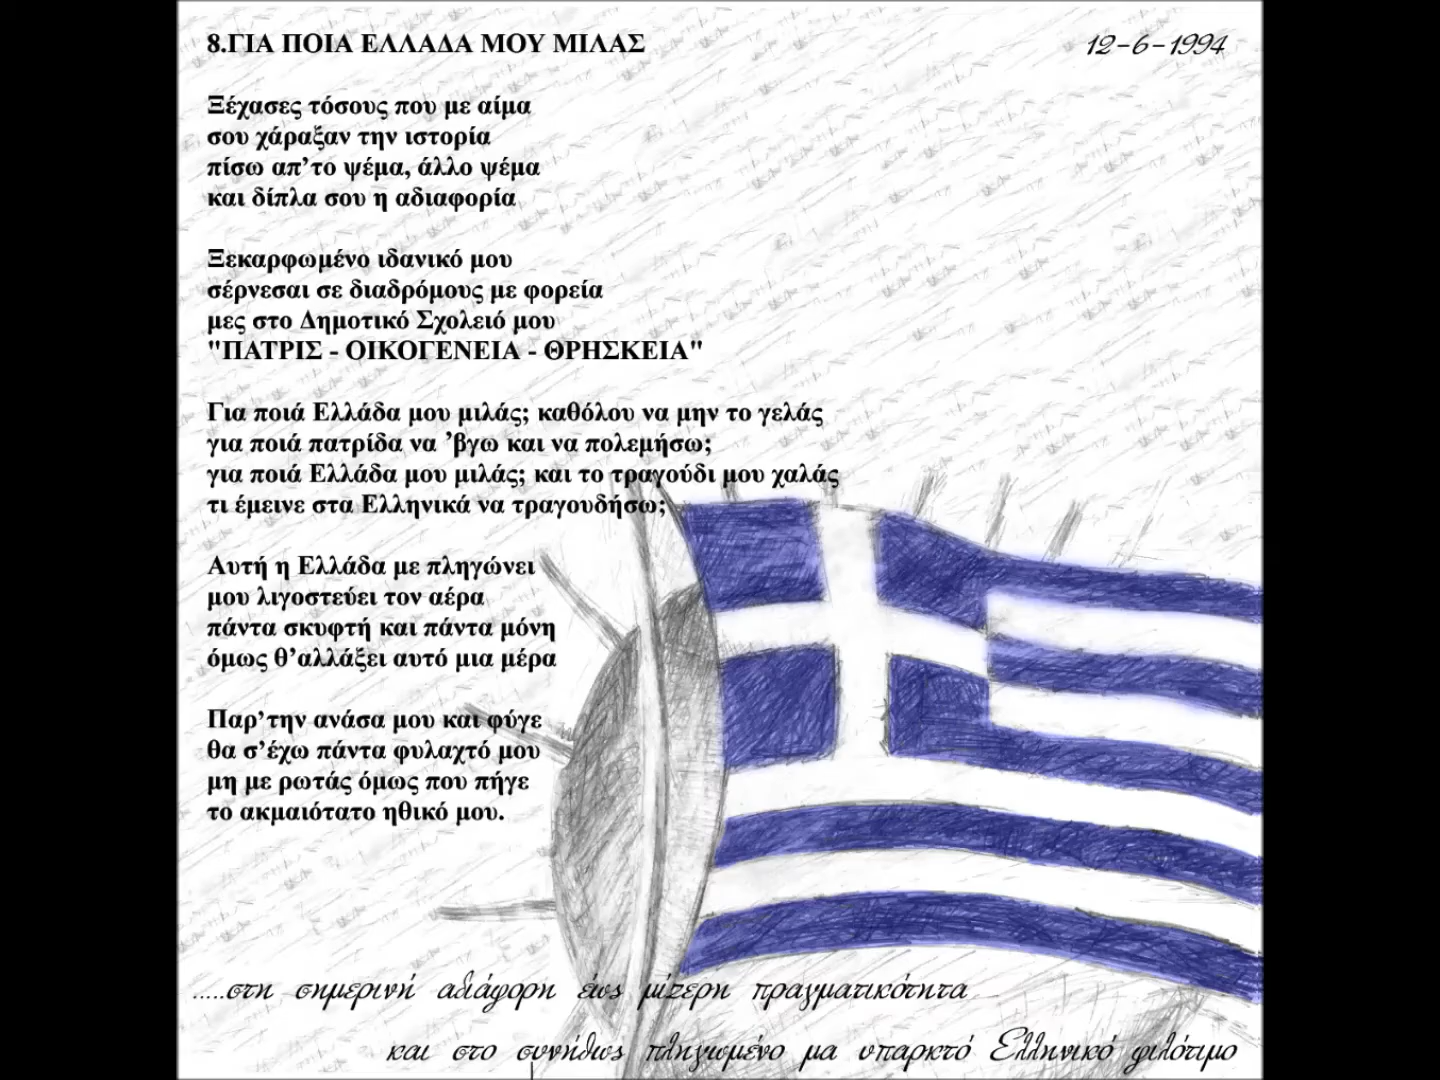 8.ΓΙΑ ΠΟΙΑ ΕΛΛΑΔΑ ΜΟΥ ΜΙΛΑΣ
12-6-1994
Ξέχασες τόσους που με αίμα
σου χάραξαν την ιστορία
πίσω απ’το ψέμα, άλλο ψέμα
και δίπλα σου η αδιαφορία
Ξεκαρφωμένο ιδανικό μου
σέρνεσαι σε διαδρόμους με φορεία
μες στο Δημοτικό Σχολειό μου
"ΠΑΤΡΙΣ - ΟΙΚΟΓΕΝΕΙΑ - ΘΡΗΣΚΕΙΑ"
Για ποιά Ελλάδα μου μιλάς; καθόλου να μην το γελάς
για ποιά πατρίδα να ’βγω και να πολεμήσω;
για ποιά Ελλάδα μου μιλάς; και το τραγούδι μου χαλάς
τι έμεινε στα Ελληνικά να τραγουδήσω;
Αυτή η Ελλάδα με πληγώνει
μου λιγοστεύει τον αέρα
πάντα σκυφτή και πάντα μόνη
όμως θ’αλλάξει αυτό μια μέρα
Παρ’την ανάσα μου και φύγε
θα σ’έχω πάντα φυλαχτό μου
μη με ρωτάς όμως που πήγε
το ακμαιότατο ηθικό μου.
.....στη σημερινή αδιάφορη έως μίζερη πραγματικότητα
και στο συνήθως πληγωμένο μα υπαρκτό Ελληνικό φιλότιμο